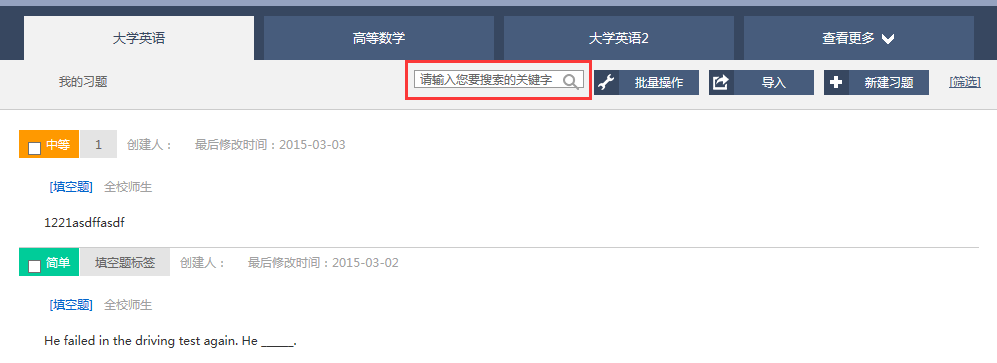 大学英语 高等数学 大学英语2 查看更多
我的习题 请输入您要搜索的关键字 批量操作 导入 新建习题 [筛选]
中等 1 创建人： 最后修改时间：2015-03-03
[填空题] 全校师生
1221asdffasdf
简单 填空题标签 创建人： 最后修改时间：2015-03-02
[填空题] 全校师生
He failed in the driving test again. He ______.